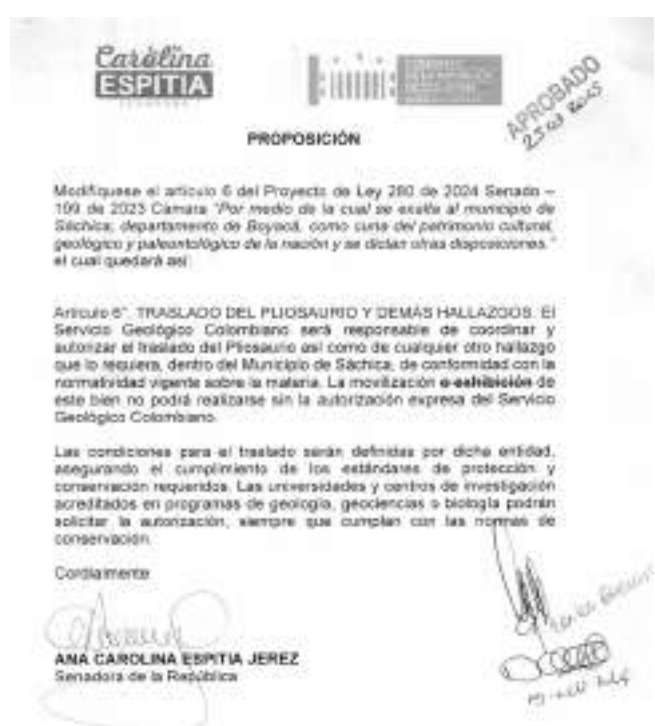 Carolina
ESPITIA
APROBADO
PROPOSICIÓN
Modifíquese el artículo 6 del Proyecto de Ley 280 de 2024 Senado –
199 de 2023 Cámara "Por medio de la cual se exalta al municipio de
Sáchica, departamento de Boyacá, como cuna del patrimonio cultural,
geológico y paleontológico de la nación y se dictan otras disposiciones."
el cual quedará así:
Artículo 6°. TRASLADO DEL PLIOSAURIO Y DEMÁS HALLAZGOS. El
Servicio Geológico Colombiano será responsable de coordinar y
autorizar el traslado del Pliosaurio así como de cualquier otro hallazgo
que lo requiera, dentro del Municipio de Sáchica, de conformidad con la
normatividad vigente sobre la materia. La movilización o exhibición de
este bien no podrá realizarse sin la autorización expresa del Servicio
Geológico Colombiano.
Las condiciones para el traslado serán definidas por dicha entidad,
asegurando el cumplimiento de los estándares de protección y
conservación requeridos. Las universidades y centros de investigación
acreditados en programas de geología, geociencias o biología podrán
solicitar la autorización, siempre que cumplan con las normas de
conservación.
Cordialmente
ANA CAROLINA ESPITIA JEREZ
Senadora de la República